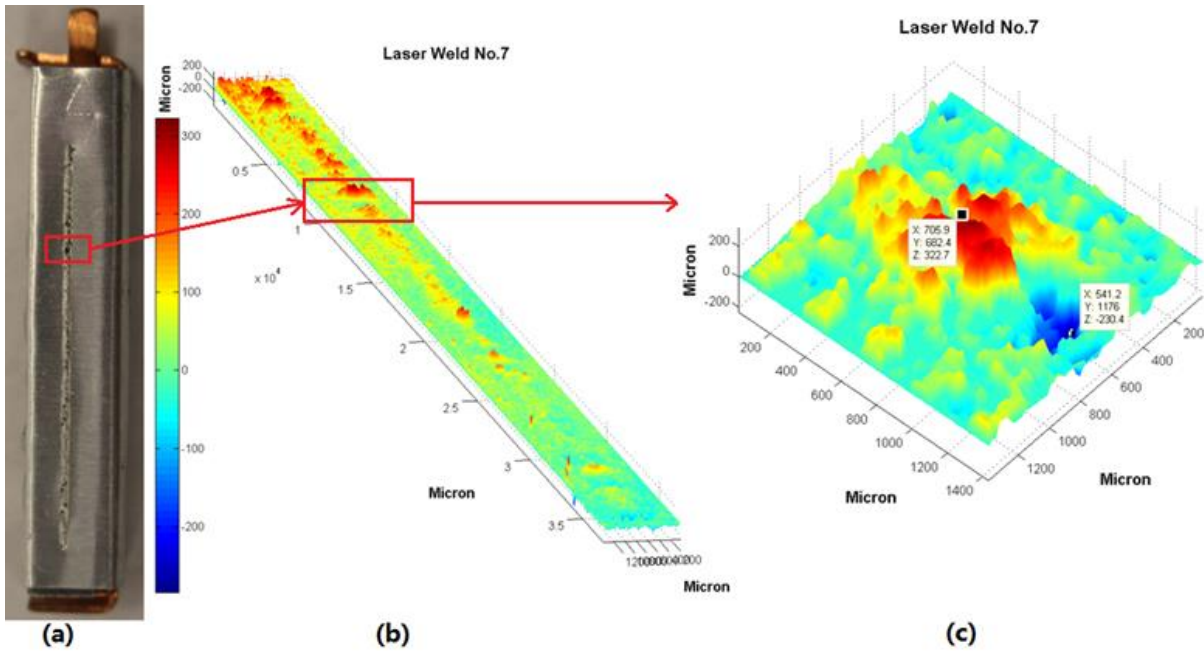 Laser Weld No.7
Micron
200
0
-200
300
200
100
0
-100
-200
0.5
1
x 10⁴
1.5
2
2.5
3
3.5
Micron
Micron
Laser Weld No.7
Micron
200
0
-200
X: 705.9
Y: 682.4
Z: 322.7
X: 541.2
Y: 1176
Z: -230.4
200
400
600
800
1000
1200
1400
200
400
600
800
1000
1200
Micron
Micron
(a)
(b)
(c)